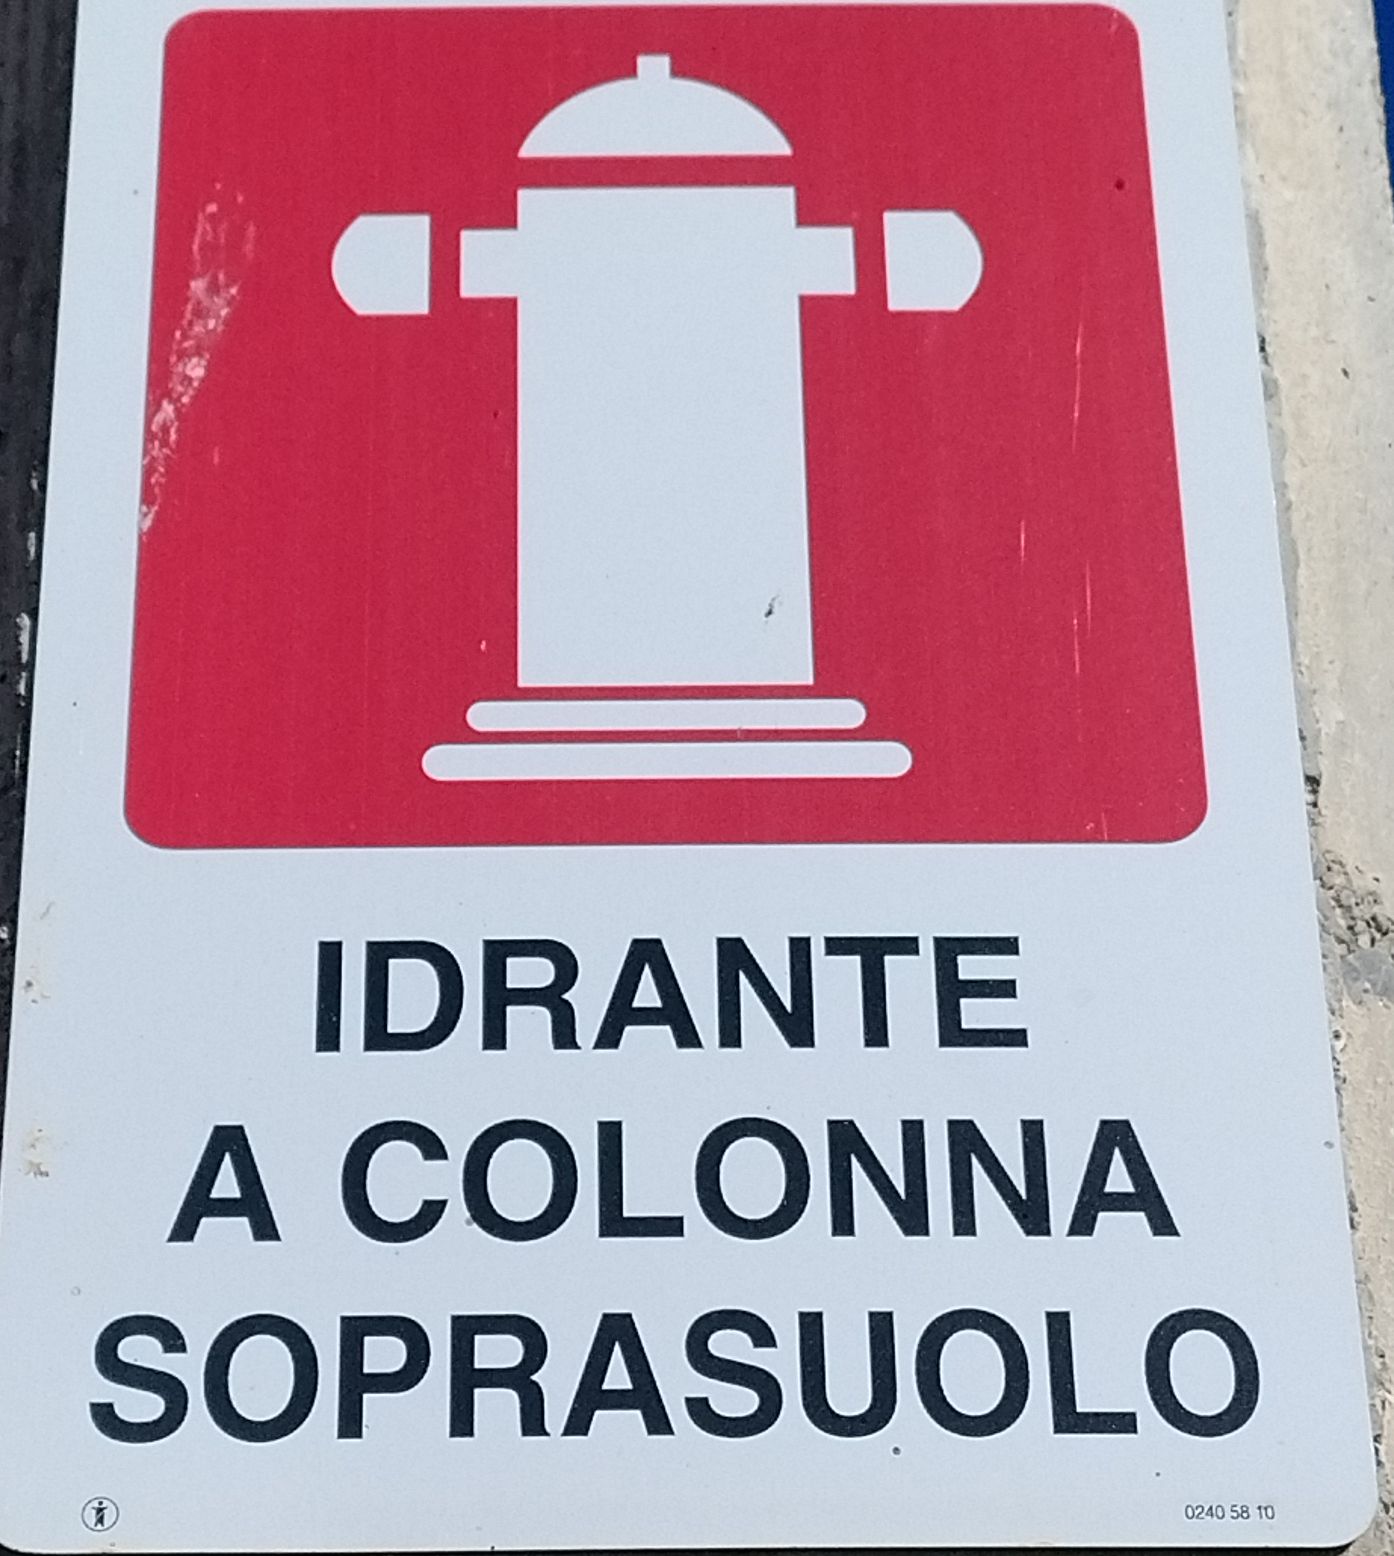 IDRANTE
A COLONNA
SOPRASUOLO
0240 58 10